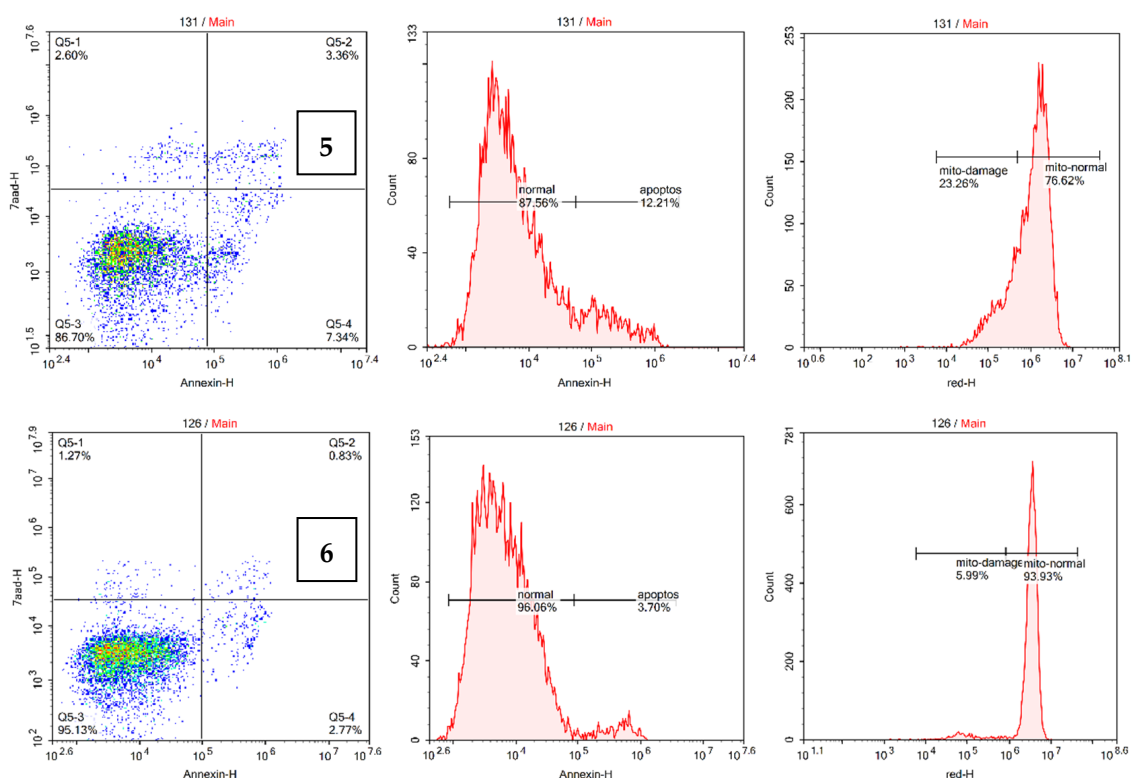 131 / Main
10^7.6
10^6
10^5
10^4
10^3
10^1.5
7aad-H
Q5-1
2.60%
Q5-2
3.36%
5
Q5-3
86.70%
Q5-4
7.34%
10^2.4
10^4
10^5
10^6
10^7.4
Annexin-H
131 / Main
133
80
40
0
Count
normal
87.56%
apoptos
12.21%
10^2.4
10^4
10^5
10^6
10^7.4
Annexin-H
131 / Main
253
200
150
100
50
0
Count
mito-damage
23.26%
mito-normal
76.62%
10^0.6
10^2
10^3
10^4
10^5
10^6
10^7
10^8.1
red-H
126 / Main
10^7.9
10^7
10^6
10^5
10^4
10^3
10^2
7aad-H
Q5-1
1.27%
Q5-2
0.83%
6
Q5-3
95.13%
Q5-4
2.77%
10^2.6
10^4
10^5
10^6
10^7.6
Annexin-H
126 / Main
153
120
80
40
0
Count
normal
96.06%
apoptos
3.70%
10^2.6
10^4
10^5
10^6
10^7
10^7.6
Annexin-H
126 / Main
781
600
400
200
0
Count
mito-damage
5.99%
mito-normal
93.93%
10^1.1
10^3
10^4
10^5
10^6
10^7
10^8.6
red-H